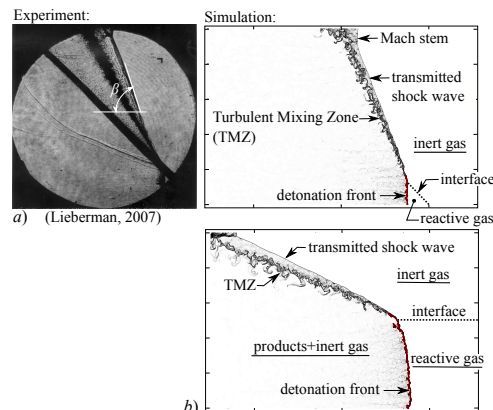 Experiment:
Simulation:
β
Mach stem
transmitted
shock wave
Turbulent Mixing Zone
(TMZ)
inert gas
interface
detonation front
reactive gas
a) (Lieberman, 2007)
transmitted shock wave
inert gas
TMZ
interface
products+inert gas
reactive gas
detonation front
b)